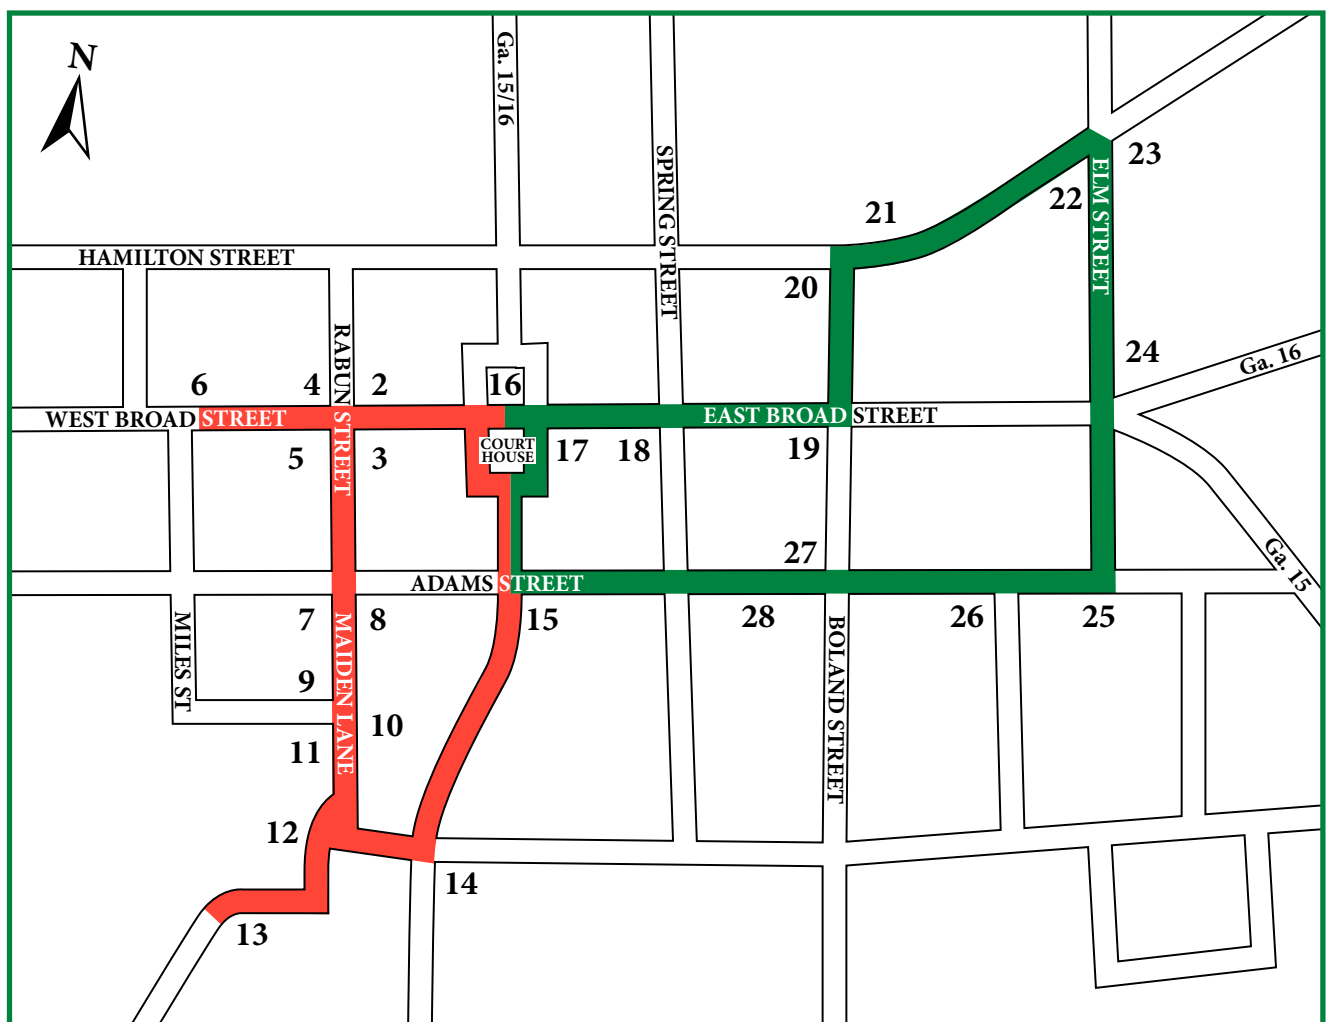 N
Ga. 15/16
SPRING STREET
23
ELM STREET
22
21
HAMILTON STREET
20
RABUN STREET
24
Ga. 16
6
4
2
16
WEST BROAD STREET
EAST BROAD STREET
COURT
HOUSE
5
3
17
18
19
27
Ga. 15
ADAMS STREET
MILES ST
7
8
MAIDEN LANE
15
28
BOLAND STREET
26
25
9
10
11
12
14
13